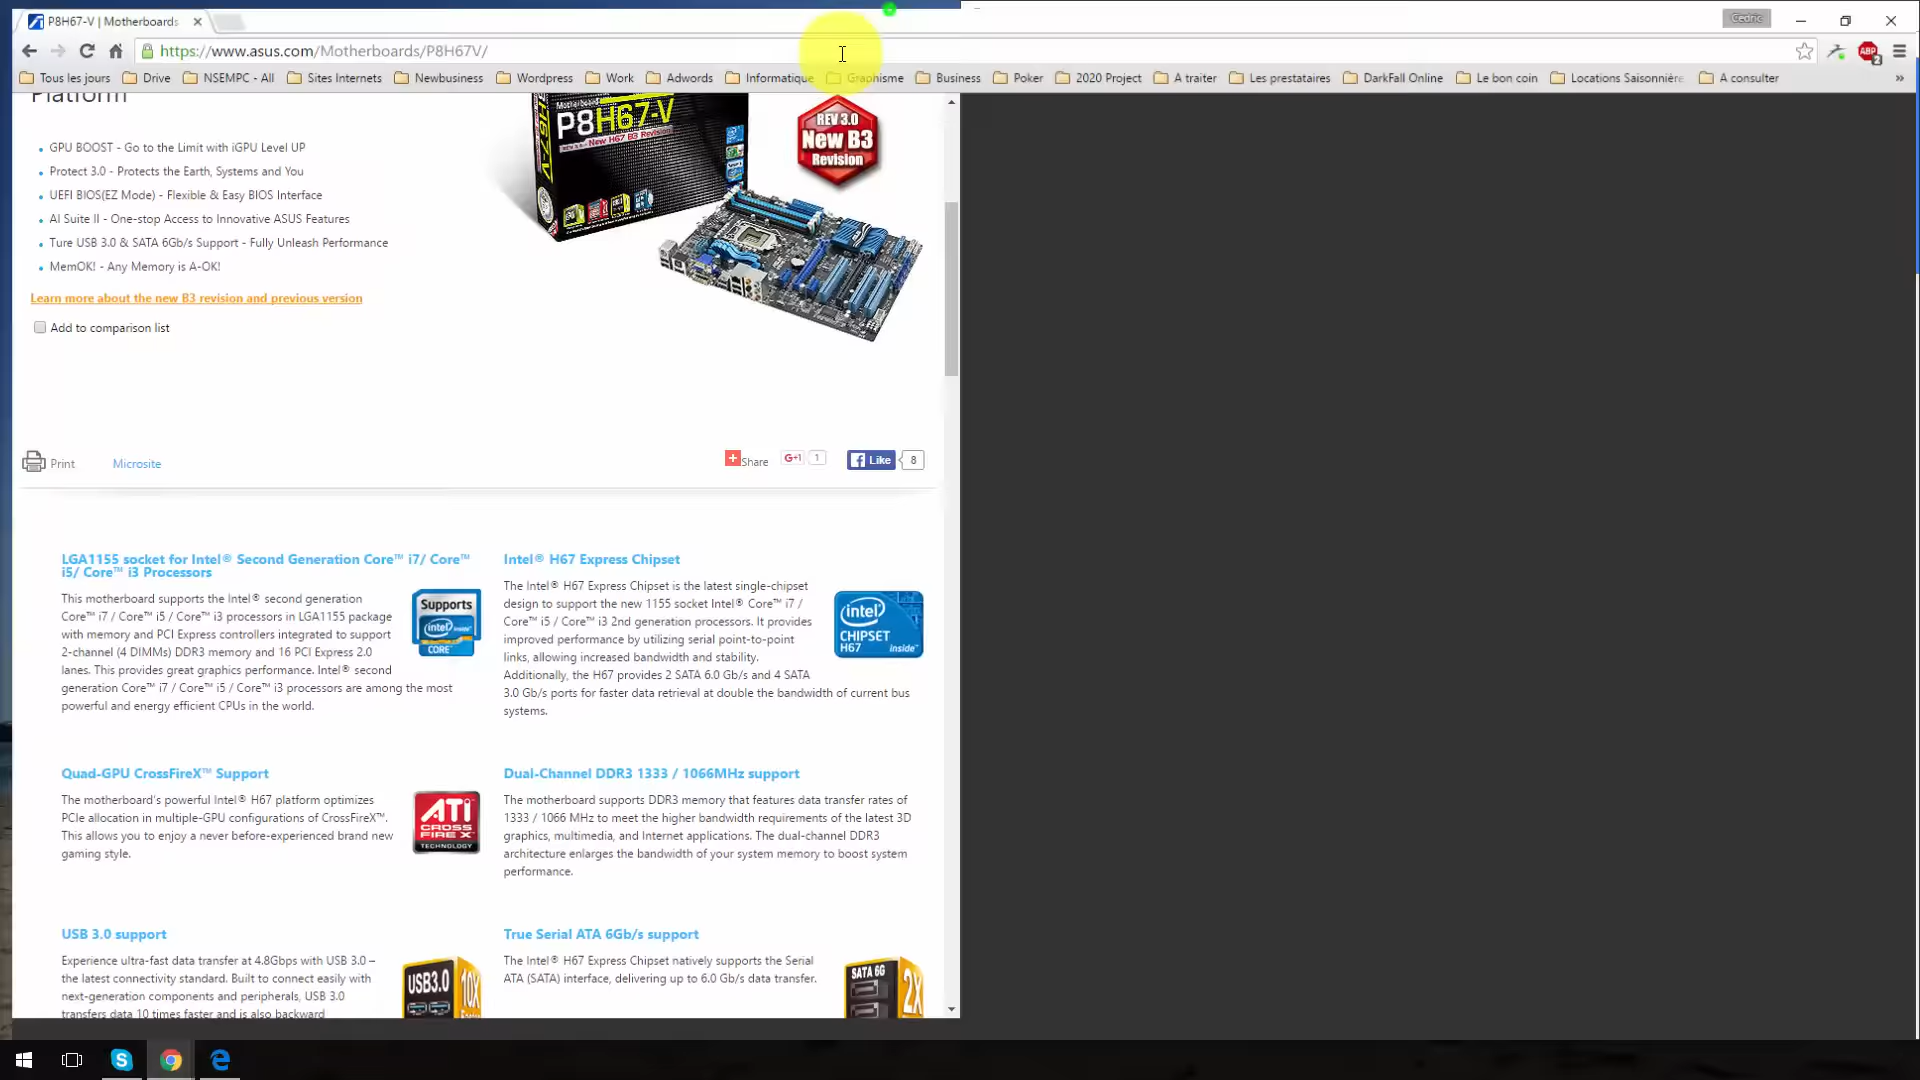 P8H67-V | Motherboards
Cedric
https://www.asus.com/Motherboards/P8H67V/
Tous les jours Drive NSEMPC - All Sites Internets Newbusiness Wordpress Work Adwords Informatique Graphisme Business Poker 2020 Project A traiter Les prestataires DarkFall Online Le bon coin Locations Saisonnière A consulter »
Platform
GPU BOOST - Go to the Limit with iGPU Level UP
Protect 3.0 - Protects the Earth, Systems and You
UEFI BIOS(EZ Mode) - Flexible & Easy BIOS Interface
AI Suite II - One-stop Access to Innovative ASUS Features
Ture USB 3.0 & SATA 6Gb/s Support - Fully Unleash Performance
MemOK! - Any Memory is A-OK!
Learn more about the new B3 revision and previous version
Add to comparison list
Motherboard
P8H67-V
REV 3.0
New B3
Revision
Print Microsite
Share G+1 1 Like 8
LGA1155 socket for Intel® Second Generation Core™ i7/ Core™
i5/ Core™ i3 Processors
This motherboard supports the Intel® second generation
Core™ i7 / Core™ i5 / Core™ i3 processors in LGA1155 package
with memory and PCI Express controllers integrated to support
2-channel (4 DIMMs) DDR3 memory and 16 PCI Express 2.0
lanes. This provides great graphics performance. Intel® second
generation Core™ i7 / Core™ i5 / Core™ i3 processors are among the most
powerful and energy efficient CPUs in the world.
Supports
intel inside
CORE™
Intel® H67 Express Chipset
The Intel® H67 Express Chipset is the latest single-chipset
design to support the new 1155 socket Intel® Core™ i7 /
Core™ i5 / Core™ i3 2nd generation processors. It provides
improved performance by utilizing serial point-to-point
links, allowing increased bandwidth and stability.
Additionally, the H67 provides 2 SATA 6.0 Gb/s and 4 SATA
3.0 Gb/s ports for faster data retrieval at double the bandwidth of current bus
systems.
intel
CHIPSET
H67 inside™
Quad-GPU CrossFireX™ Support
The motherboard's powerful Intel® H67 platform optimizes
PCIe allocation in multiple-GPU configurations of CrossFireX™.
This allows you to enjoy a never before-experienced brand new
gaming style.
ATI
CROSS
FIRE X
TECHNOLOGY
Dual-Channel DDR3 1333 / 1066MHz support
The motherboard supports DDR3 memory that features data transfer rates of
1333 / 1066 MHz to meet the higher bandwidth requirements of the latest 3D
graphics, multimedia, and Internet applications. The dual-channel DDR3
architecture enlarges the bandwidth of your system memory to boost system
performance.
USB 3.0 support
Experience ultra-fast data transfer at 4.8Gbps with USB 3.0 –
the latest connectivity standard. Built to connect easily with
next-generation components and peripherals, USB 3.0
transfers data 10 times faster and is also backward
USB3.0
10X
True Serial ATA 6Gb/s support
The Intel® H67 Express Chipset natively supports the Serial
ATA (SATA) interface, delivering up to 6.0 Gb/s data transfer.
SATA 6G
2X